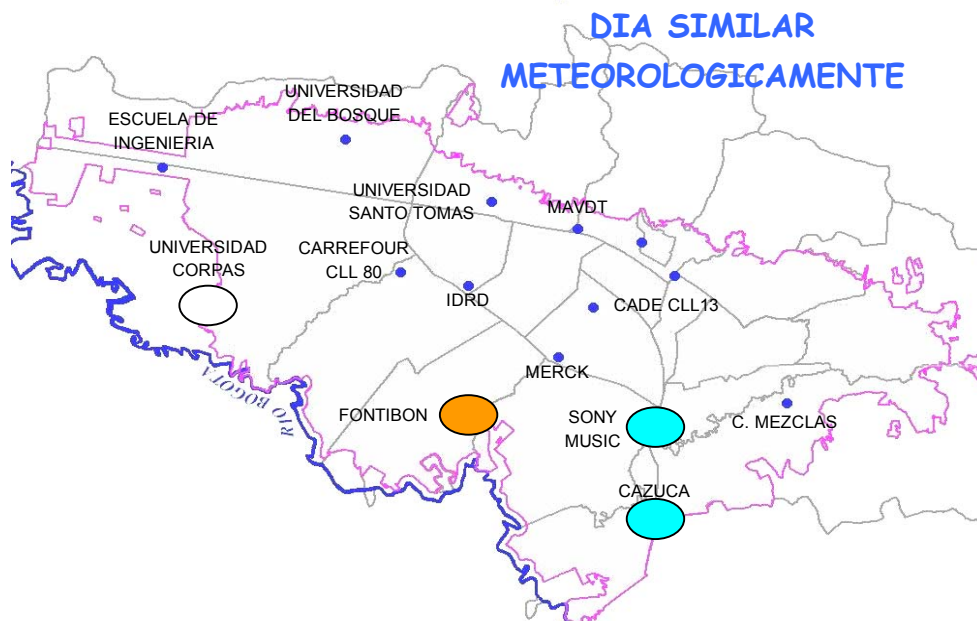 DIA SIMILAR
METEOROLOGICAMENTE
UNIVERSIDAD
DEL BOSQUE
ESCUELA DE
INGENIERIA
UNIVERSIDAD
SANTO TOMAS
MAVDT
UNIVERSIDAD
CORPAS
CARREFOUR
CLL 80
IDRD
CADE CLL13
MERCK
RIO BOGOTA
FONTIBON
SONY
MUSIC
C. MEZCLAS
CAZUCA